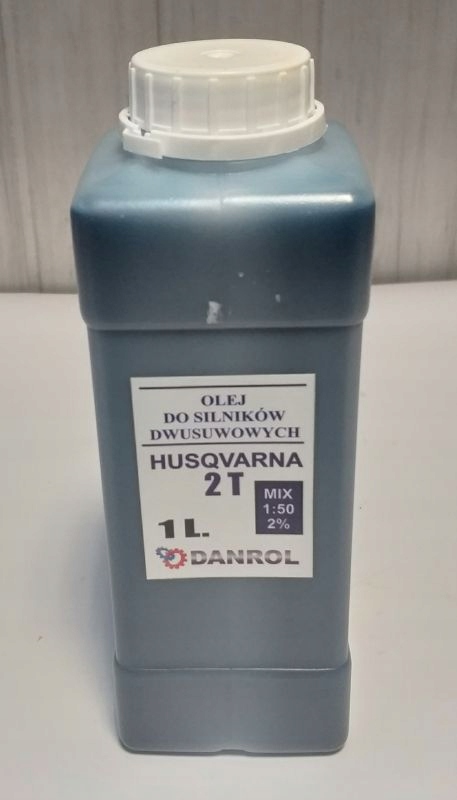 OLEJ
DO SILNIKÓW
DWUSUWOWYCH
HUSQVARNA
2T
MIX
1:50
2%
1L.
DANROL